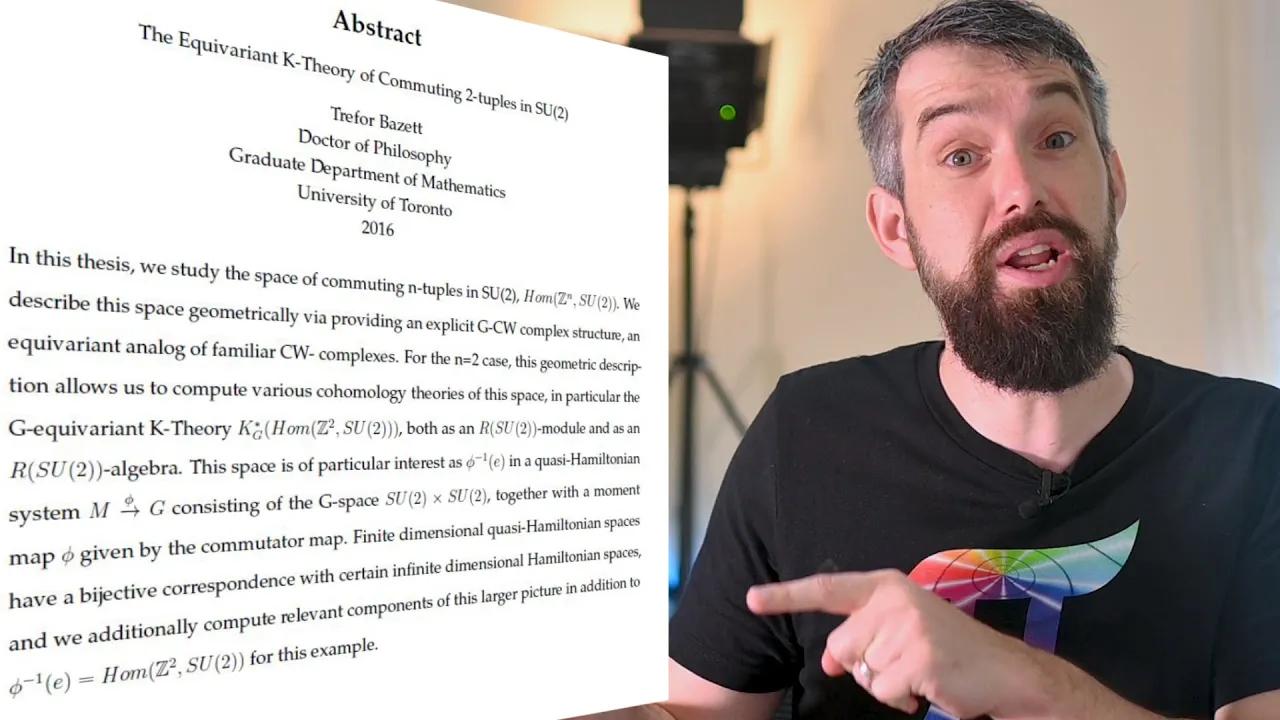 Abstract
The Equivariant K-Theory of Commuting 2-tuples in SU(2)
Trefor Bazett
Doctor of Philosophy
Graduate Department of Mathematics
University of Toronto
2016
In this thesis, we study the space of commuting n-tuples in SU(2), Hom(ℤⁿ, SU(2)). We
describe this space geometrically via providing an explicit G-CW complex structure, an
equivariant analog of familiar CW- complexes. For the n=2 case, this geometric descrip-
tion allows us to compute various cohomology theories of this space, in particular the
G-equivariant K-Theory K*_G(Hom(ℤ², SU(2))), both as an R(SU(2))-module and as an
R(SU(2))-algebra. This space is of particular interest as ϕ⁻¹(e) in a quasi-Hamiltonian
system M →^ϕ G consisting of the G-space SU(2) × SU(2), together with a moment
map ϕ given by the commutator map. Finite dimensional quasi-Hamiltonian spaces
have a bijective correspondence with certain infinite dimensional Hamiltonian spaces,
and we additionally compute relevant components of this larger picture in addition to
ϕ⁻¹(e) = Hom(ℤ², SU(2)) for this example.
π